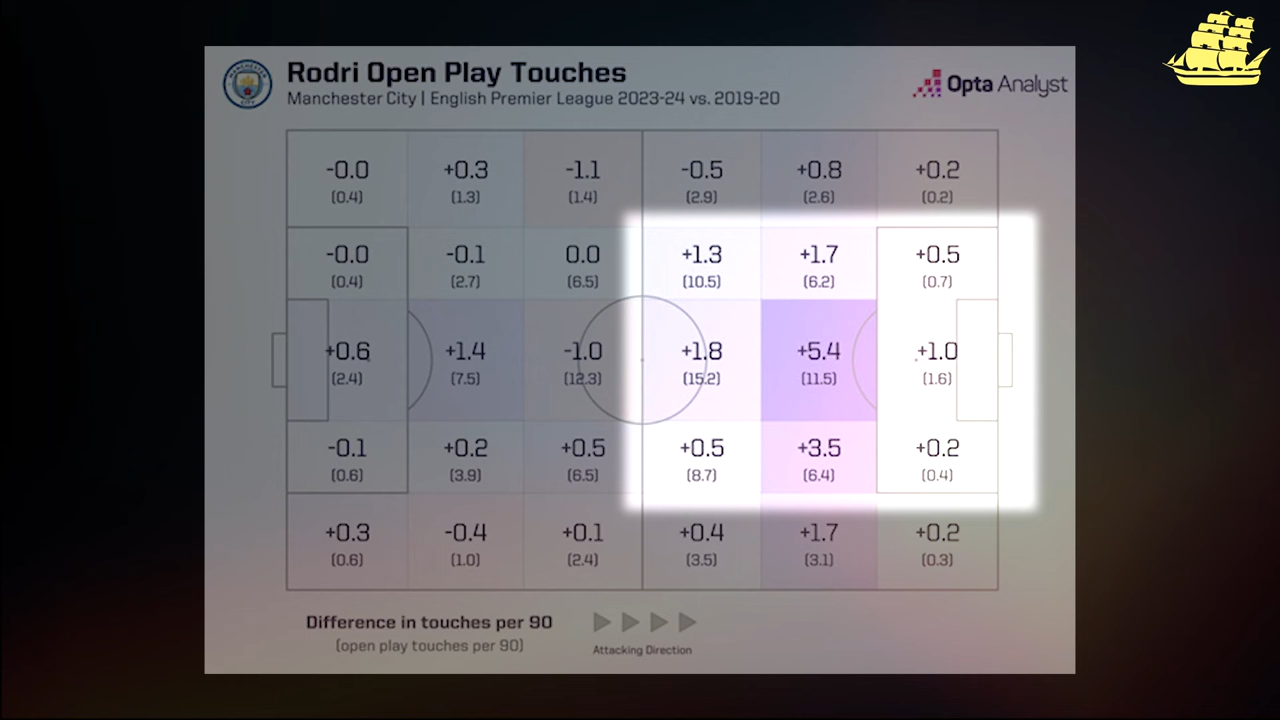 Rodri Open Play Touches
Manchester City | English Premier League 2023-24 vs. 2019-20
Opta Analyst
MANCHESTER
CITY
-0.0 +0.3 -1.1 -0.5 +0.8 +0.2
(0.4) (1.3) (1.4) (2.9) (2.6) (0.2)
-0.0 -0.1 0.0 +1.3 +1.7 +0.5
(0.4) (2.7) (6.5) (10.5) (6.2) (0.7)
+0.6 +1.4 -1.0 +1.8 +5.4 +1.0
(2.4) (7.5) (12.3) (15.2) (11.5) (1.6)
-0.1 +0.2 +0.5 +0.5 +3.5 +0.2
(0.6) (3.9) (6.5) (8.7) (6.4) (0.4)
+0.3 -0.4 +0.1 +0.4 +1.7 +0.2
(0.6) (1.0) (2.4) (3.5) (3.1) (0.3)
Difference in touches per 90
(open play touches per 90)
Attacking Direction